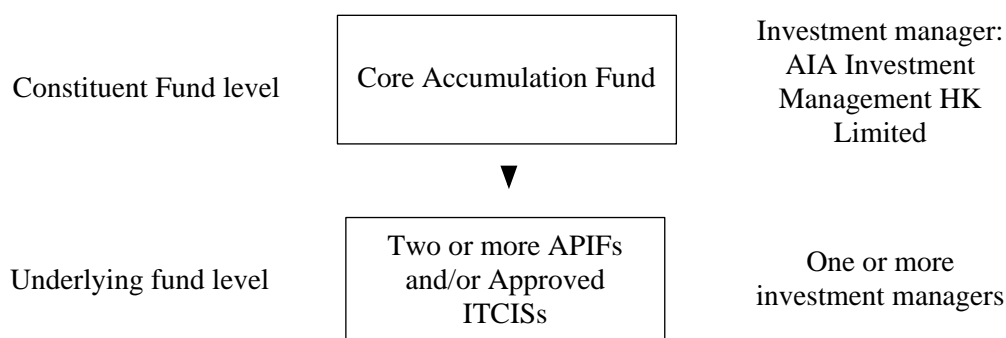 Constituent Fund level
Core Accumulation Fund
Investment manager:
AIA Investment
Management HK
Limited
Underlying fund level
Two or more APIFs
and/or Approved
ITCISs
One or more
investment managers